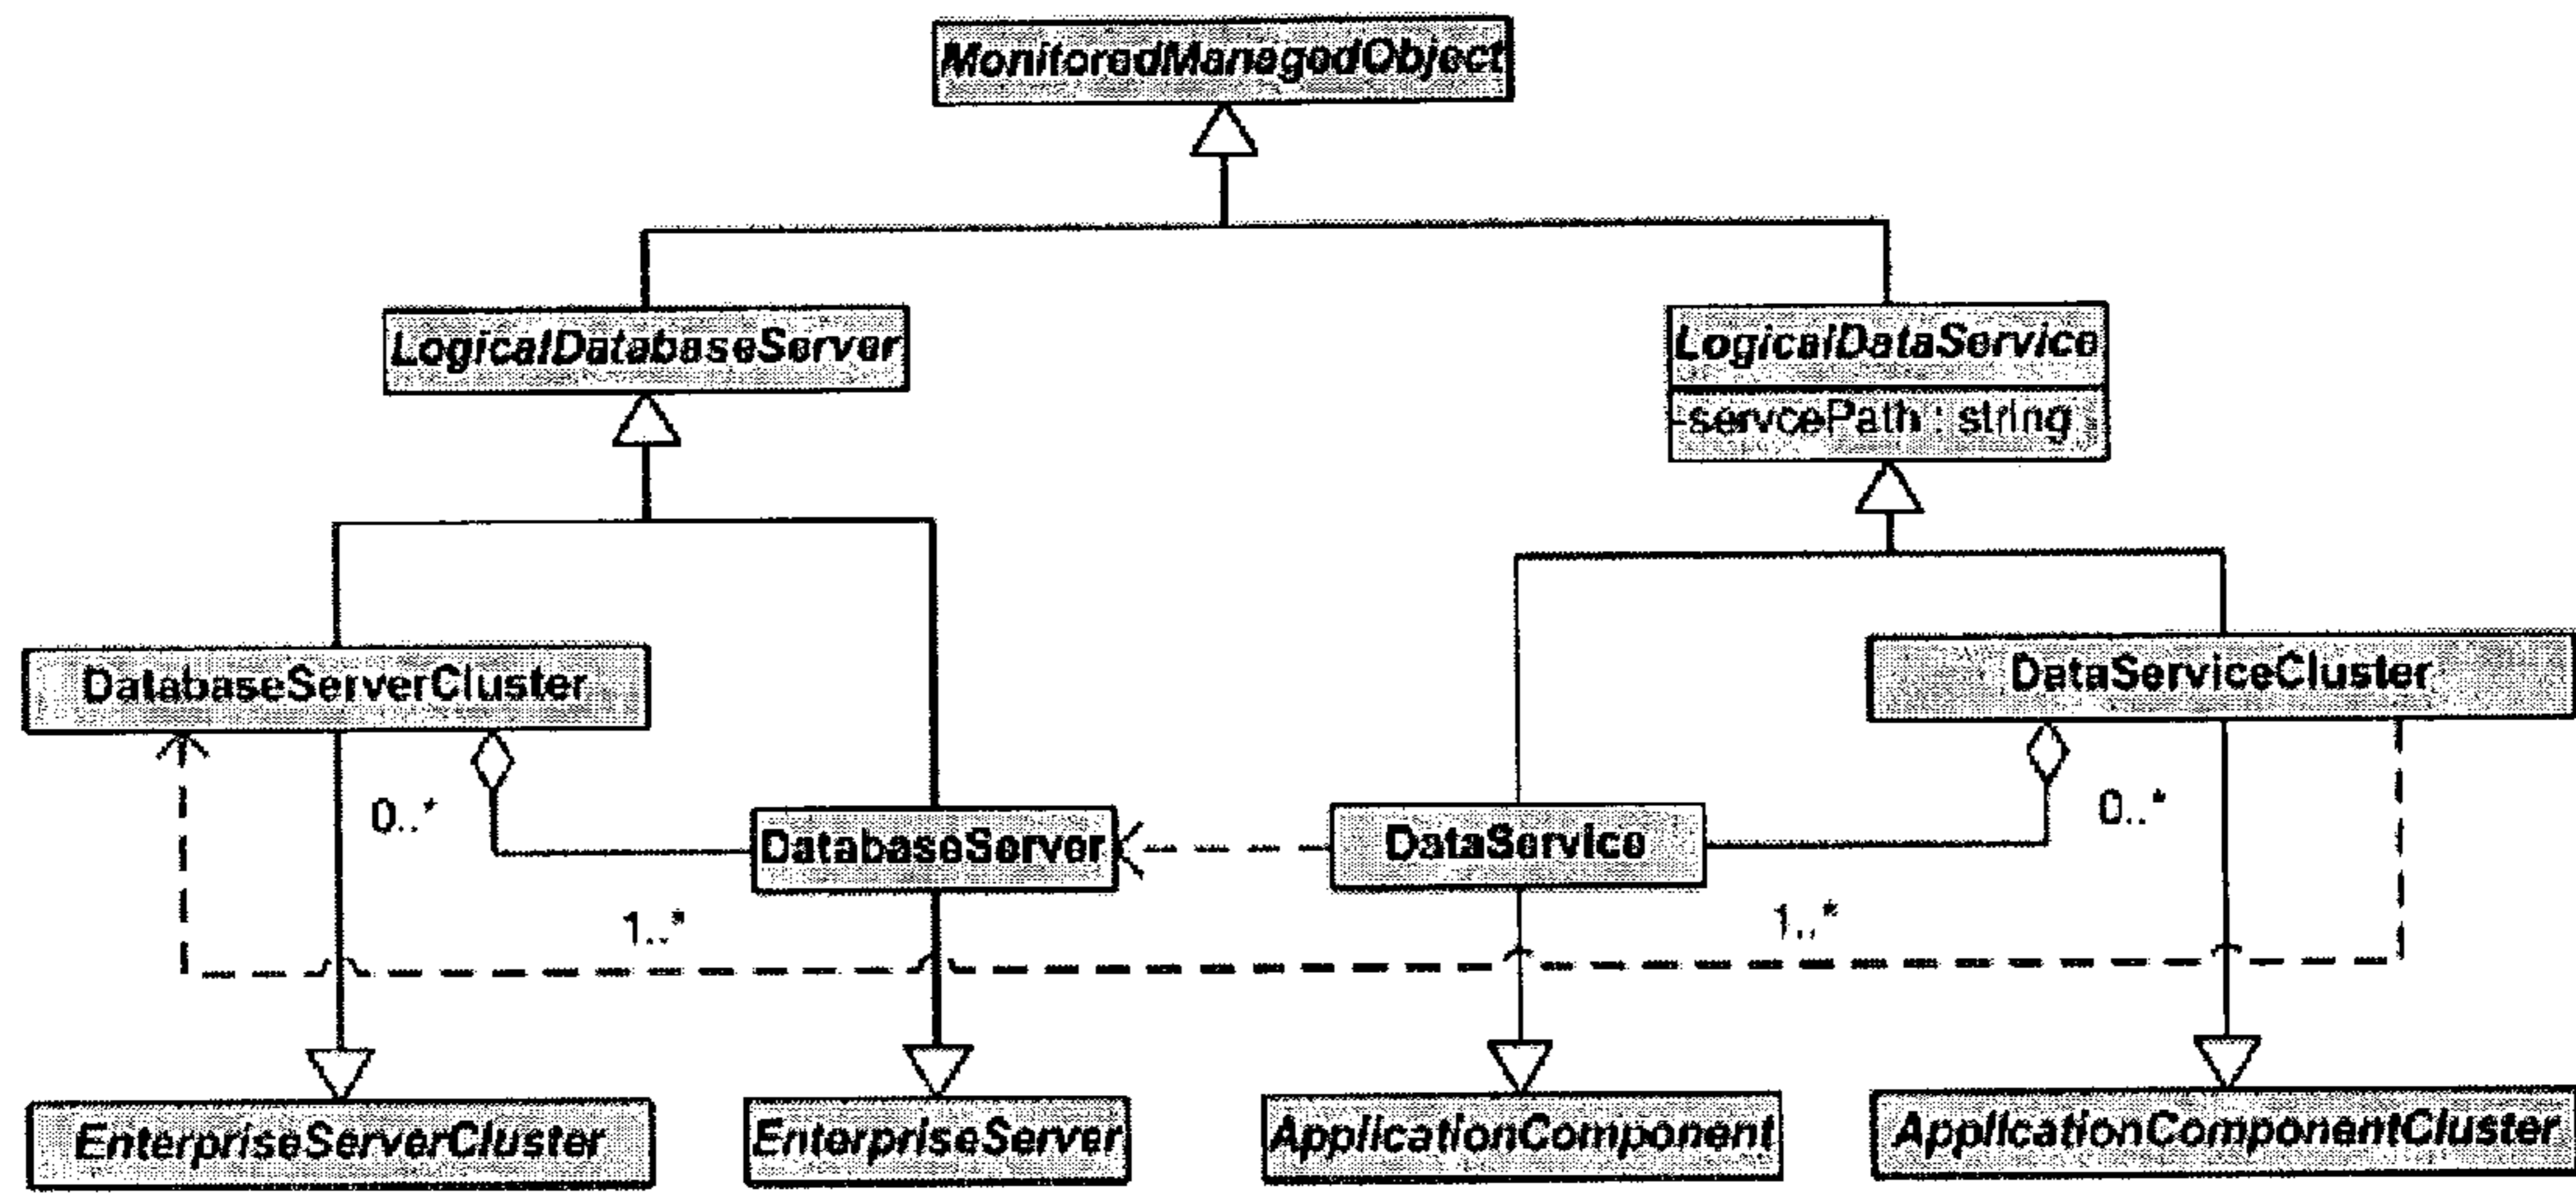 MonitoredManagedObject
LogicalDatabaseServer
LogicalDataService
-servcePath : string
DatabaseServerCluster
DataServiceCluster
0..*
0..*
DatabaseServer
DataService
1..*
1..*
EnterpriseServerCluster
EnterpriseServer
ApplicationComponent
ApplicationComponentCluster